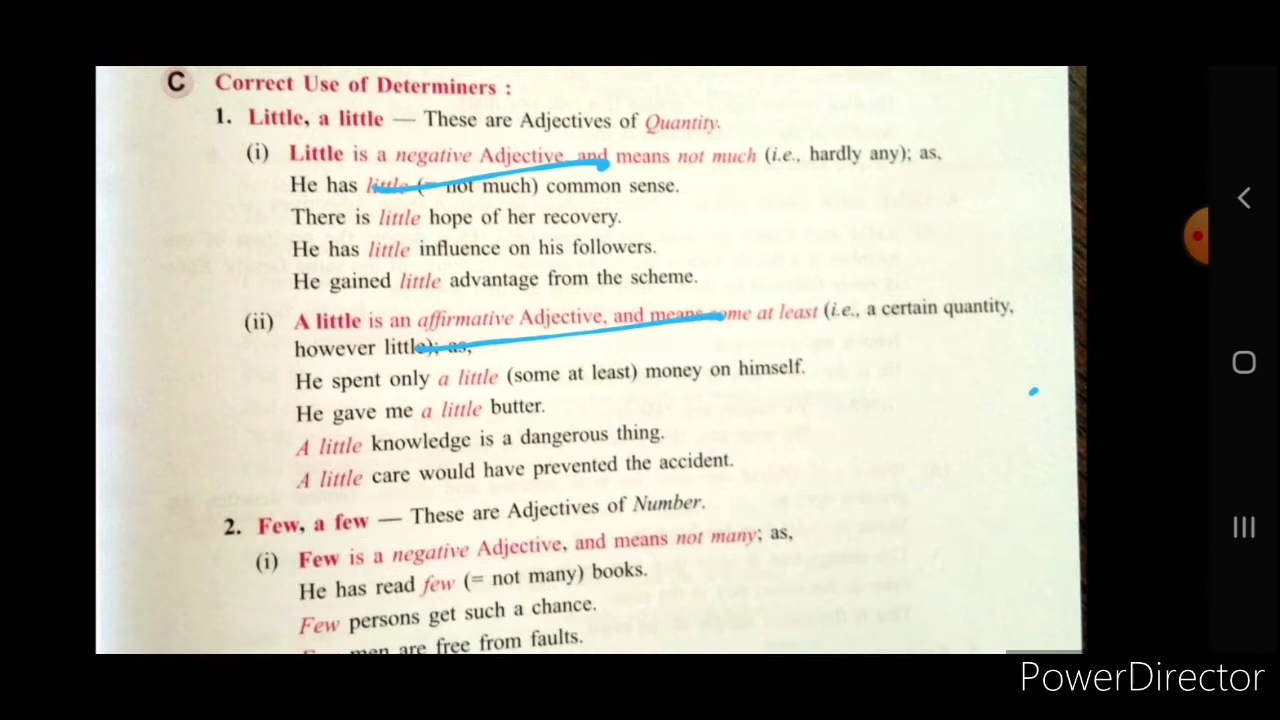 C Correct Use of Determiners :
1. Little, a little — These are Adjectives of Quantity.
(i) Little is a negative Adjective, and means not much (i.e., hardly any); as,
He has little (= not much) common sense.
There is little hope of her recovery.
He has little influence on his followers.
He gained little advantage from the scheme.
(ii) A little is an affirmative Adjective, and means some at least (i.e., a certain quantity,
however little); as,
He spent only a little (some at least) money on himself.
He gave me a little butter.
A little knowledge is a dangerous thing.
A little care would have prevented the accident.
2. Few, a few — These are Adjectives of Number.
(i) Few is a negative Adjective, and means not many; as,
He has read few (= not many) books.
Few persons get such a chance.
men are free from faults.
PowerDirector